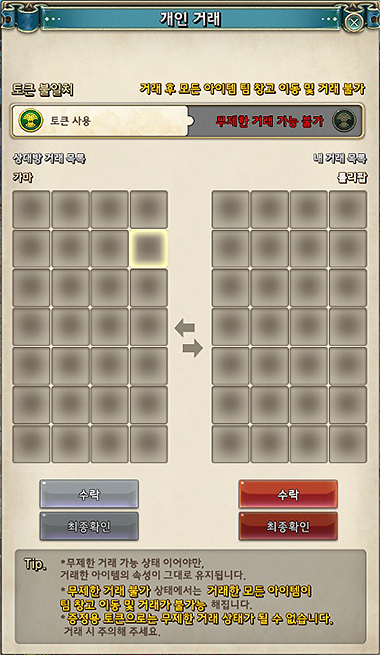 개인 거래
토큰 불일치 거래 후 모든 아이템 팀 창고 이동 및 거래 불가
토큰 사용 무제한 거래 가능 불가
상대방 거래 목록 내 거래 목록
가마 튤리팝
수락 수락
최종확인 최종확인
Tip. *무제한 거래 가능 상태 이어야만,
거래한 아이템의 속성이 그대로 유지됩니다.
*무제한 거래 불가 상태에서는 거래한 모든 아이템이
팀 창고 이동 및 거래가 불가능 해집니다.
*증정용 토큰으로는 무제한 거래 상태가 될 수 없습니다.
거래 시 주의해 주세요.